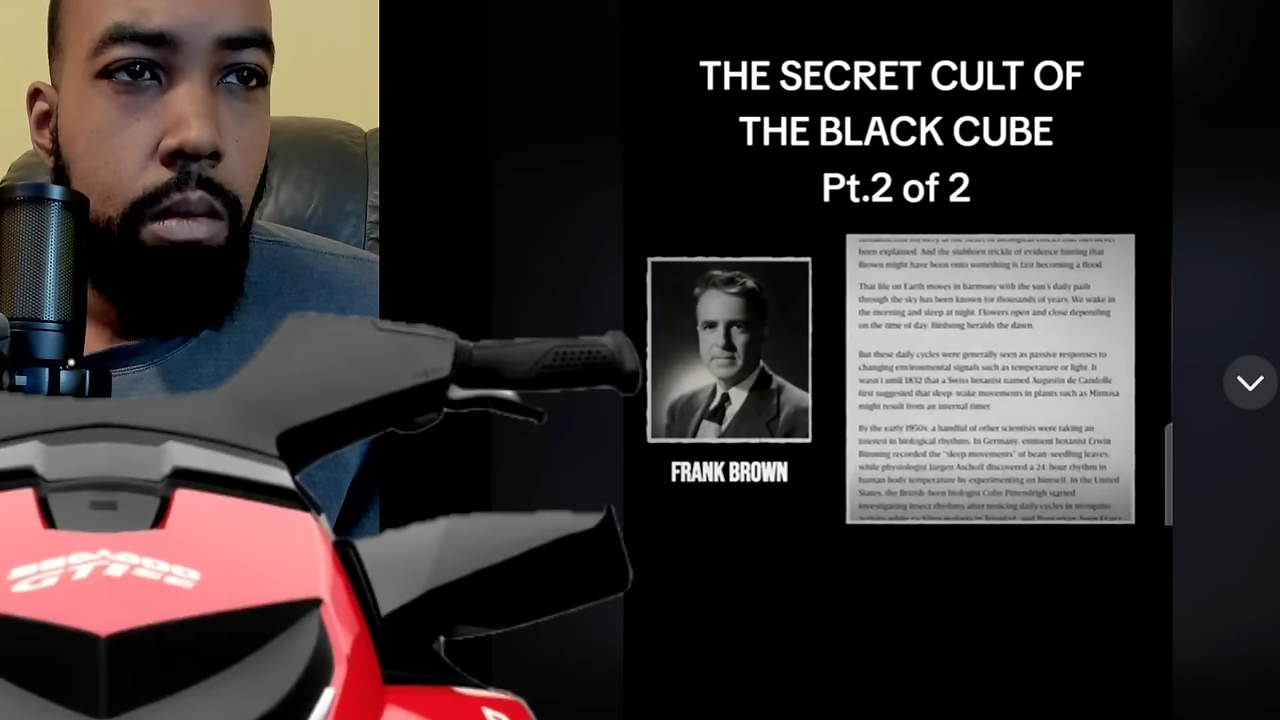 THE SECRET CULT OF
THE BLACK CUBE
Pt.2 of 2
been explained. And the stubborn trickle of evidence hinting that
Brown might have been onto something is fast becoming a flood.
That life on Earth moves in harmony with the sun's daily path
through the sky has been known for thousands of years. We wake in
the morning and sleep at night. Flowers open and close depending
on the time of day. Birdsong heralds the dawn.
But these daily cycles were generally seen as passive responses to
changing environmental signals such as temperature or light. It
wasn't until 1832 that a Swiss botanist named Augustin de Candolle
first suggested that sleep-wake movements in plants such as Mimosa
might result from an internal timer.
By the early 1950s, a handful of other scientists were taking an
interest in biological rhythms. In Germany, eminent botanist Erwin
Bünning recorded the "sleep movements" of bean-seedling leaves,
while physiologist Jürgen Aschoff discovered a 24-hour rhythm in
human body temperature by experimenting on himself. In the United
States, the British-born biologist Colin Pittendrigh started
investigating insect rhythms after noticing daily cycles in mosquito
FRANK BROWN
SEA-DOO
GTI SE